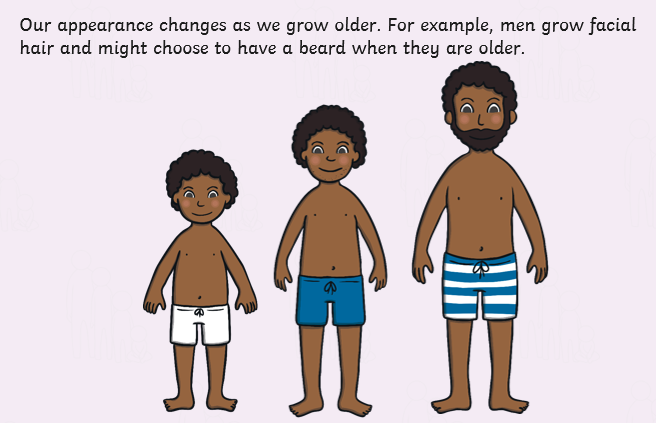 Our appearance changes as we grow older. For example, men grow facial
hair and might choose to have a beard when they are older.